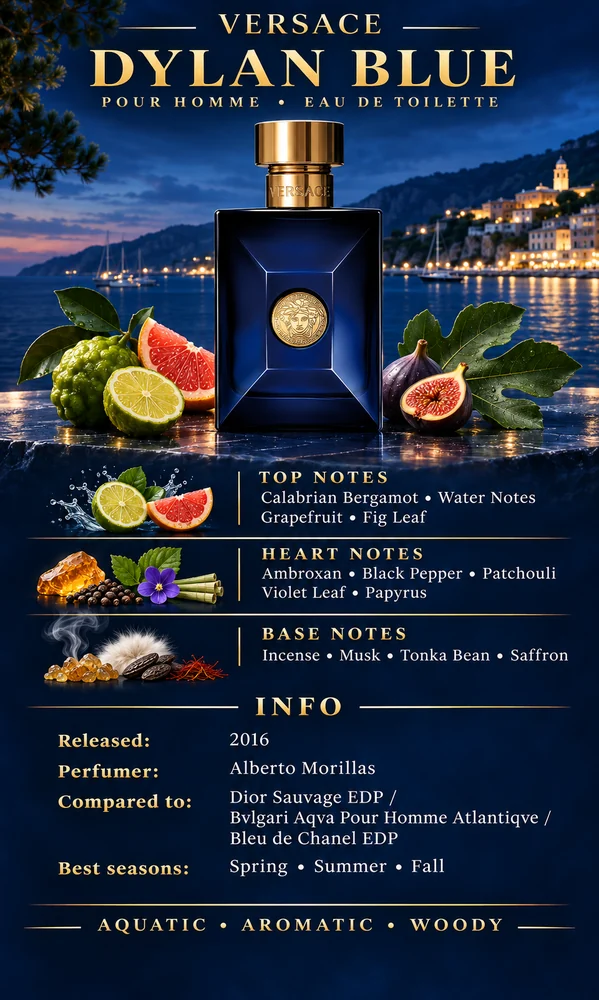 VERSACE
DYLAN BLUE
POUR HOMME • EAU DE TOILETTE
VERSACE
TOP NOTES
Calabrian Bergamot • Water Notes
Grapefruit • Fig Leaf
HEART NOTES
Ambroxan • Black Pepper • Patchouli
Violet Leaf • Papyrus
BASE NOTES
Incense • Musk • Tonka Bean • Saffron
INFO
Released: 2016
Perfumer: Alberto Morillas
Compared to: Dior Sauvage EDP /
Bvlgari Aqva Pour Homme Atlantiqve /
Bleu de Chanel EDP
Best seasons: Spring • Summer • Fall
AQUATIC • AROMATIC • WOODY